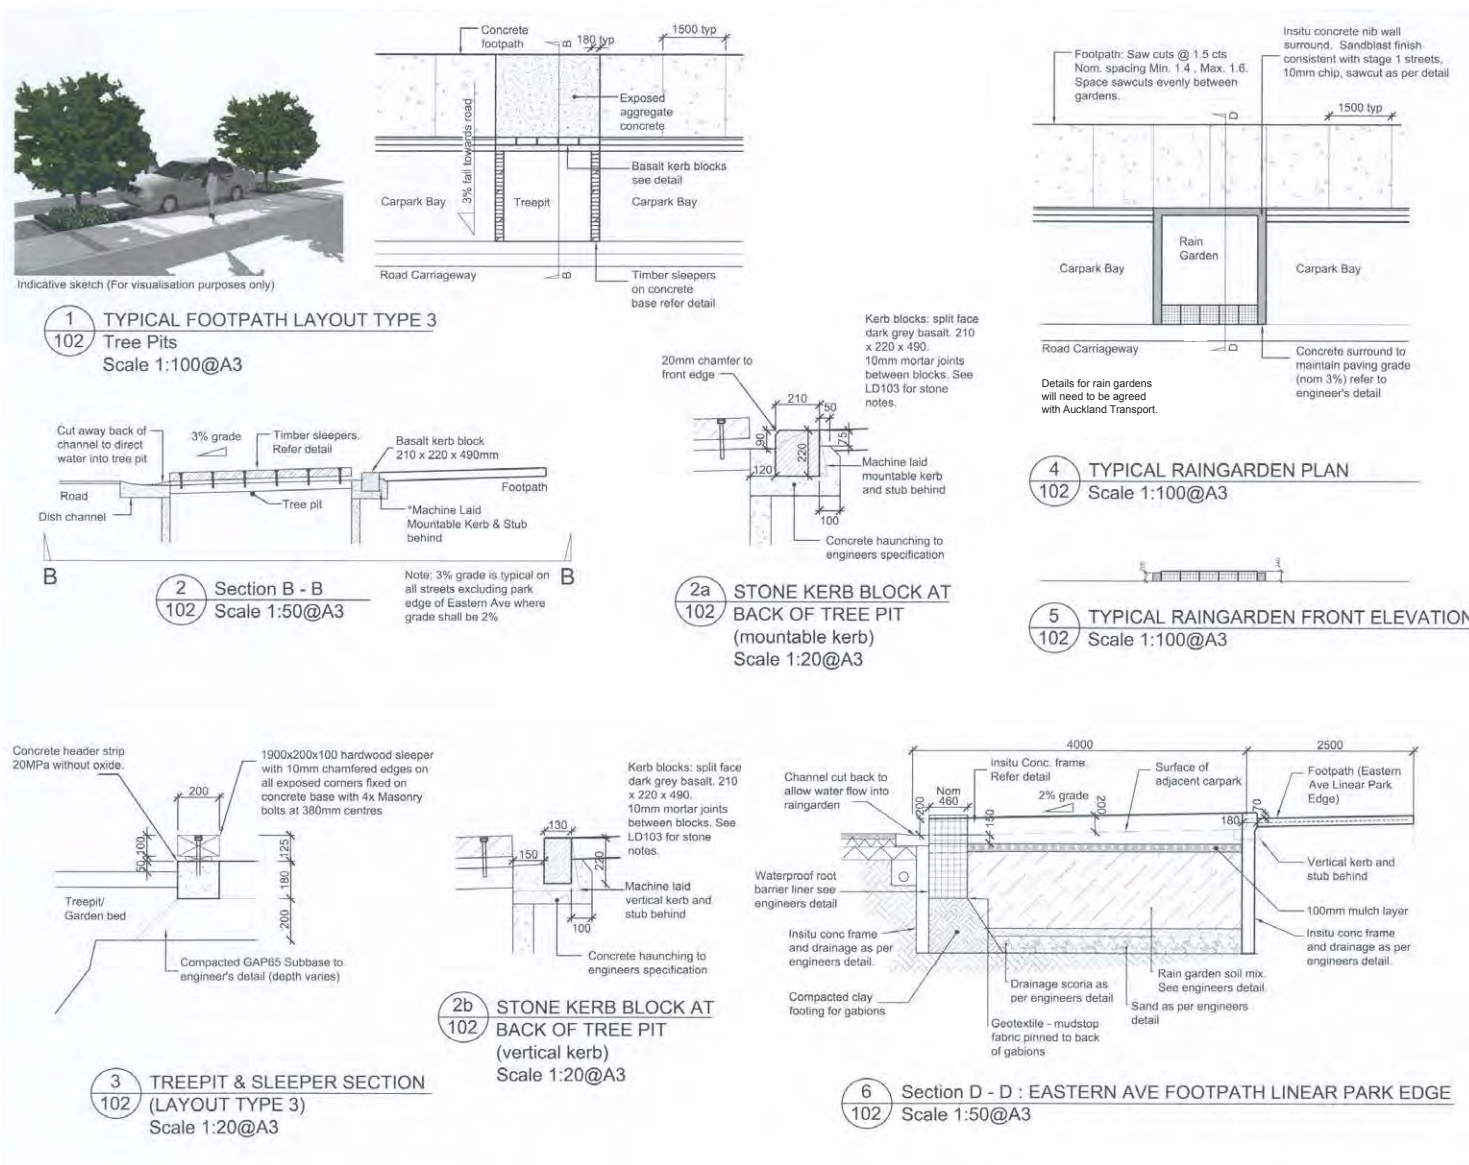 Indicative sketch (For visualisation purposes only)
Concrete
footpath
B
180 typ
1500 typ
3% fall towards road
Exposed
aggregate
concrete
Basalt kerb blocks
see detail
Carpark Bay
Treepit
Carpark Bay
Road Carriageway
B
Timber sleepers
on concrete
base refer detail
1
102
TYPICAL FOOTPATH LAYOUT TYPE 3
Tree Pits
Scale 1:100@A3
Footpath: Saw cuts @ 1.5 cts
Nom. spacing Min. 1.4 , Max. 1.6.
Space sawcuts evenly between
gardens.
Insitu concrete nib wall
surround. Sandblast finish
consistent with stage 1 streets,
10mm chip, sawcut as per detail
D
1500 typ
Rain
Garden
Carpark Bay
Carpark Bay
Road Carriageway
D
Concrete surround to
maintain paving grade
(nom 3%) refer to
engineer's detail
Details for rain gardens
will need to be agreed
with Auckland Transport.
4
102
TYPICAL RAINGARDEN PLAN
Scale 1:100@A3
Cut away back of
channel to direct
water into tree pit
3% grade
Timber sleepers.
Refer detail
Basalt kerb block
210 x 220 x 490mm
Road
Dish channel
Tree pit
Footpath
*Machine Laid
Mountable Kerb & Stub
behind
B
B
2
102
Section B - B
Scale 1:50@A3
Note: 3% grade is typical on
all streets excluding park
edge of Eastern Ave where
grade shall be 2%
20mm chamfer to
front edge
Kerb blocks: split face
dark grey basalt. 210
x 220 x 490.
10mm mortar joints
between blocks. See
LD103 for stone
notes.
210
50
90
220
75
120
100
Machine laid
mountable kerb
and stub behind
Concrete haunching to
engineers specification
2a
102
STONE KERB BLOCK AT
BACK OF TREE PIT
(mountable kerb)
Scale 1:20@A3
5
102
TYPICAL RAINGARDEN FRONT ELEVATION
Scale 1:100@A3
Concrete header strip
20MPa without oxide.
1900x200x100 hardwood sleeper
with 10mm chamfered edges on
all exposed corners fixed on
concrete base with 4x Masonry
bolts at 380mm centres
200
50
100
125
180
200
Treepit/
Garden bed
Compacted GAP65 Subbase to
engineer's detail (depth varies)
3
102
TREEPIT & SLEEPER SECTION
(LAYOUT TYPE 3)
Scale 1:20@A3
Kerb blocks: split face
dark grey basalt. 210
x 220 x 490.
10mm mortar joints
between blocks. See
LD103 for stone
notes.
130
150
220
100
Machine laid
vertical kerb and
stub behind
Concrete haunching to
engineers specification
2b
102
STONE KERB BLOCK AT
BACK OF TREE PIT
(vertical kerb)
Scale 1:20@A3
4000
2500
Channel cut back to
allow water flow into
raingarden
200
Nom
460
insitu Conc. frame.
Refer detail
2% grade
150
200
Surface of
adjacent carpark
180
70
Footpath (Eastern
Ave Linear Park
Edge)
Vertical kerb and
stub behind
Waterproof root
barrier liner see
engineers detail
100mm mulch layer
Insitu conc frame
and drainage as per
engineers detail.
Insitu conc frame
and drainage as per
engineers detail.
Compacted clay
footing for gabions
Drainage scoria as
per engineers detail
Rain garden soil mix.
See engineers detail
Sand as per engineers
detail
Geotextile - mudstop
fabric pinned to back
of gabions
6
102
Section D - D : EASTERN AVE FOOTPATH LINEAR PARK EDGE
Scale 1:50@A3